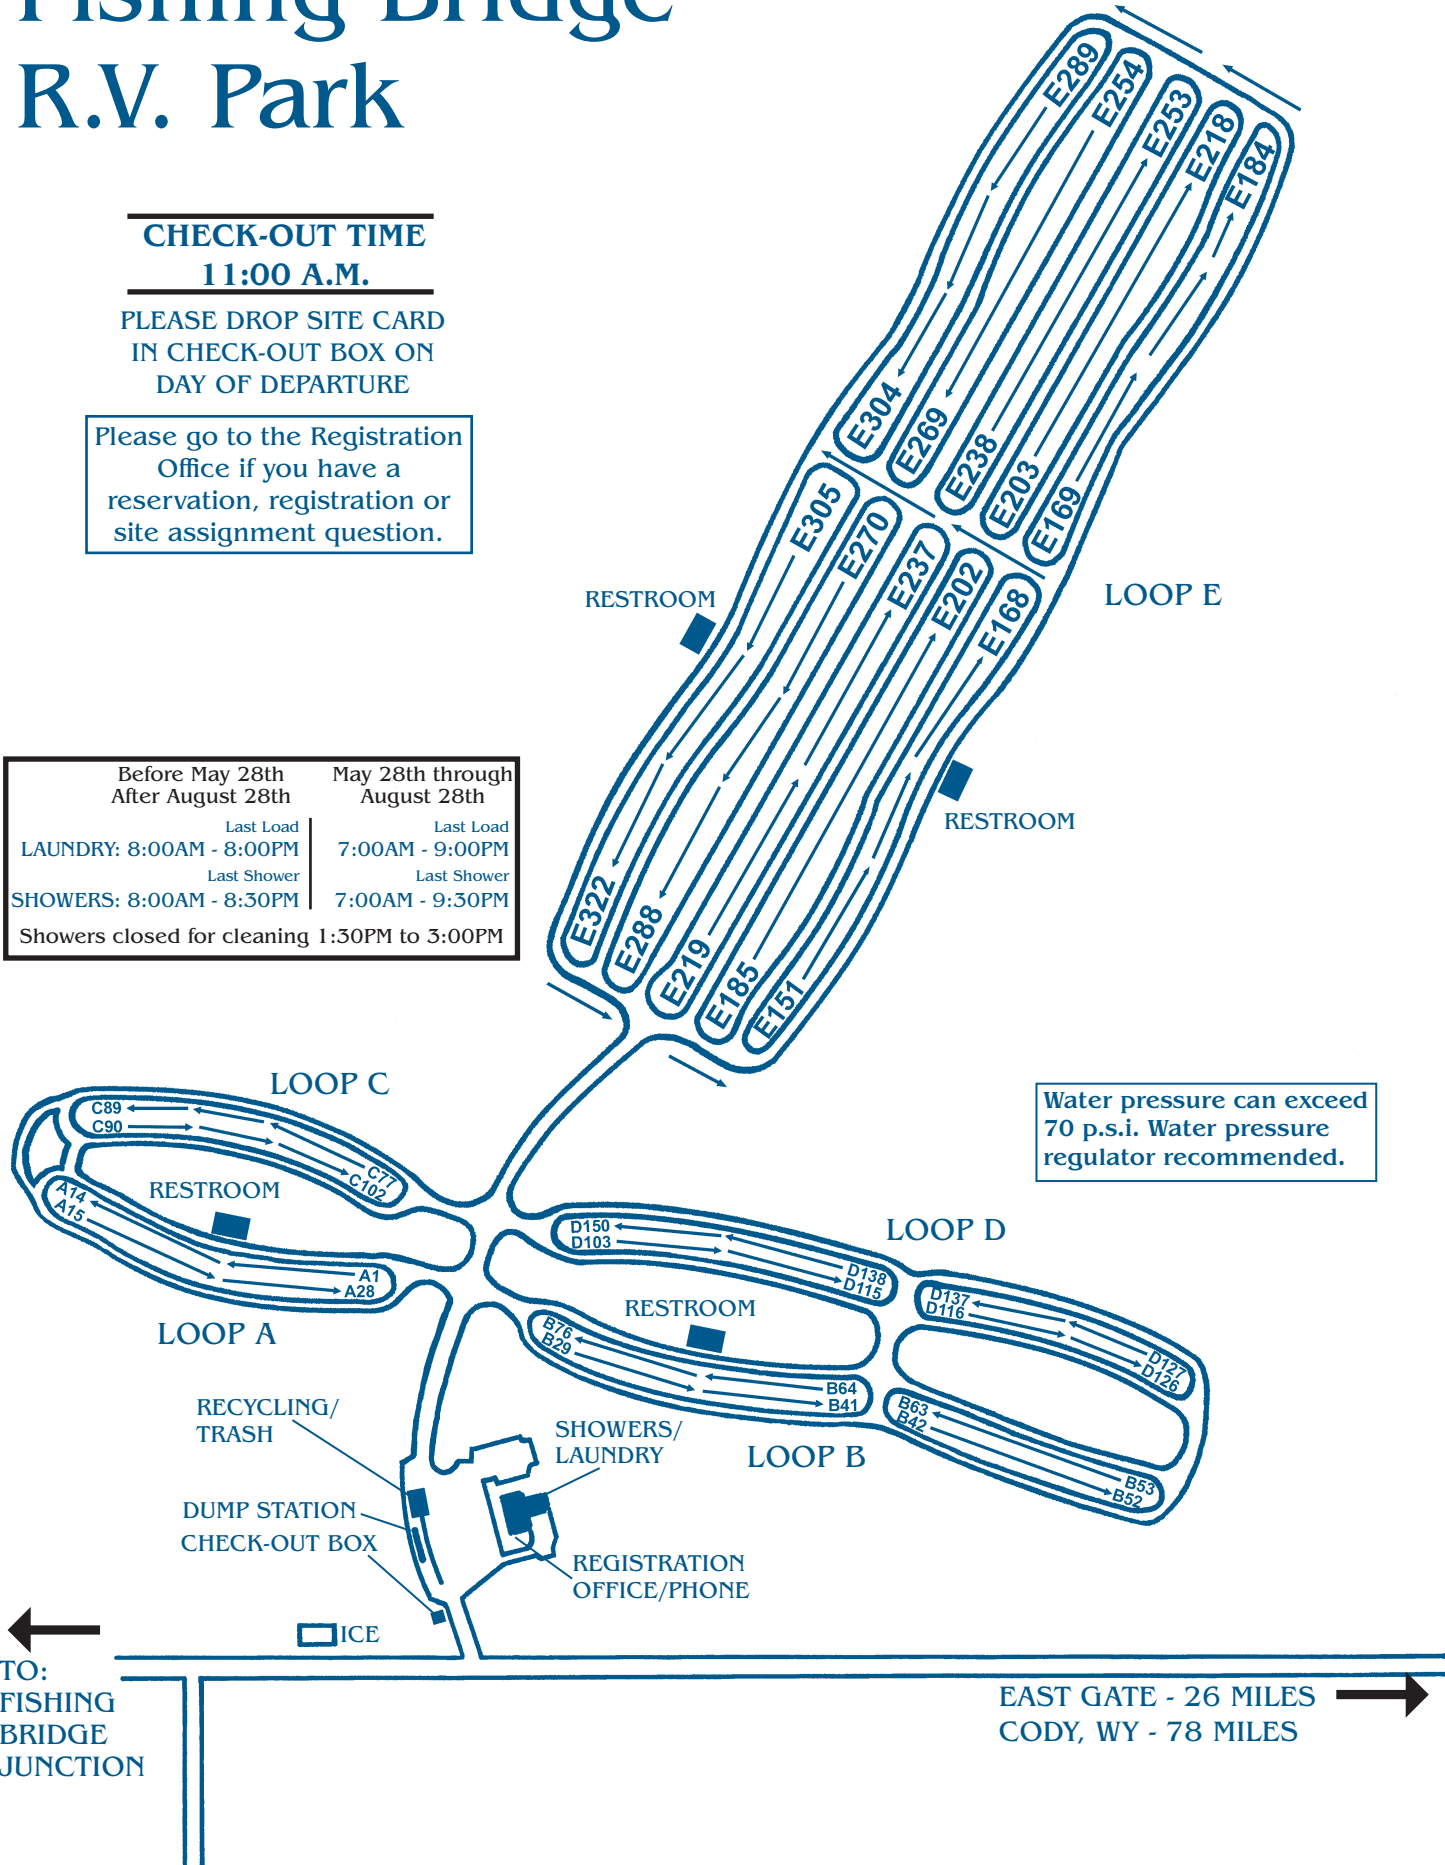 Fishing Bridge
R.V. Park
CHECK-OUT TIME
11:00 A.M.
PLEASE DROP SITE CARD
IN CHECK-OUT BOX ON
DAY OF DEPARTURE
Please go to the Registration
Office if you have a
reservation, registration or
site assignment question.
E289
E254
E253
E218
E184
E304
E269
E238
E203
E169
E305
E270
E237
E202
E168
LOOP E
RESTROOM
RESTROOM
Before May 28th
After August 28th
May 28th through
August 28th
Last Load
Last Load
LAUNDRY: 8:00AM - 8:00PM
7:00AM - 9:00PM
Last Shower
Last Shower
SHOWERS: 8:00AM - 8:30PM
7:00AM - 9:30PM
Showers closed for cleaning 1:30PM to 3:00PM
E322
E288
E219
E185
E151
LOOP C
C89
C90
C77
C102
RESTROOM
A14
A15
A1
A28
LOOP A
Water pressure can exceed
70 p.s.i. Water pressure
regulator recommended.
LOOP D
D150
D103
D138
D115
D137
D116
D127
D126
RESTROOM
B76
B29
B64
B41
B63
B42
B53
B52
LOOP B
RECYCLING/
TRASH
SHOWERS/
LAUNDRY
DUMP STATION
CHECK-OUT BOX
REGISTRATION
OFFICE/PHONE
ICE
TO:
FISHING
BRIDGE
JUNCTION
EAST GATE - 26 MILES
CODY, WY - 78 MILES